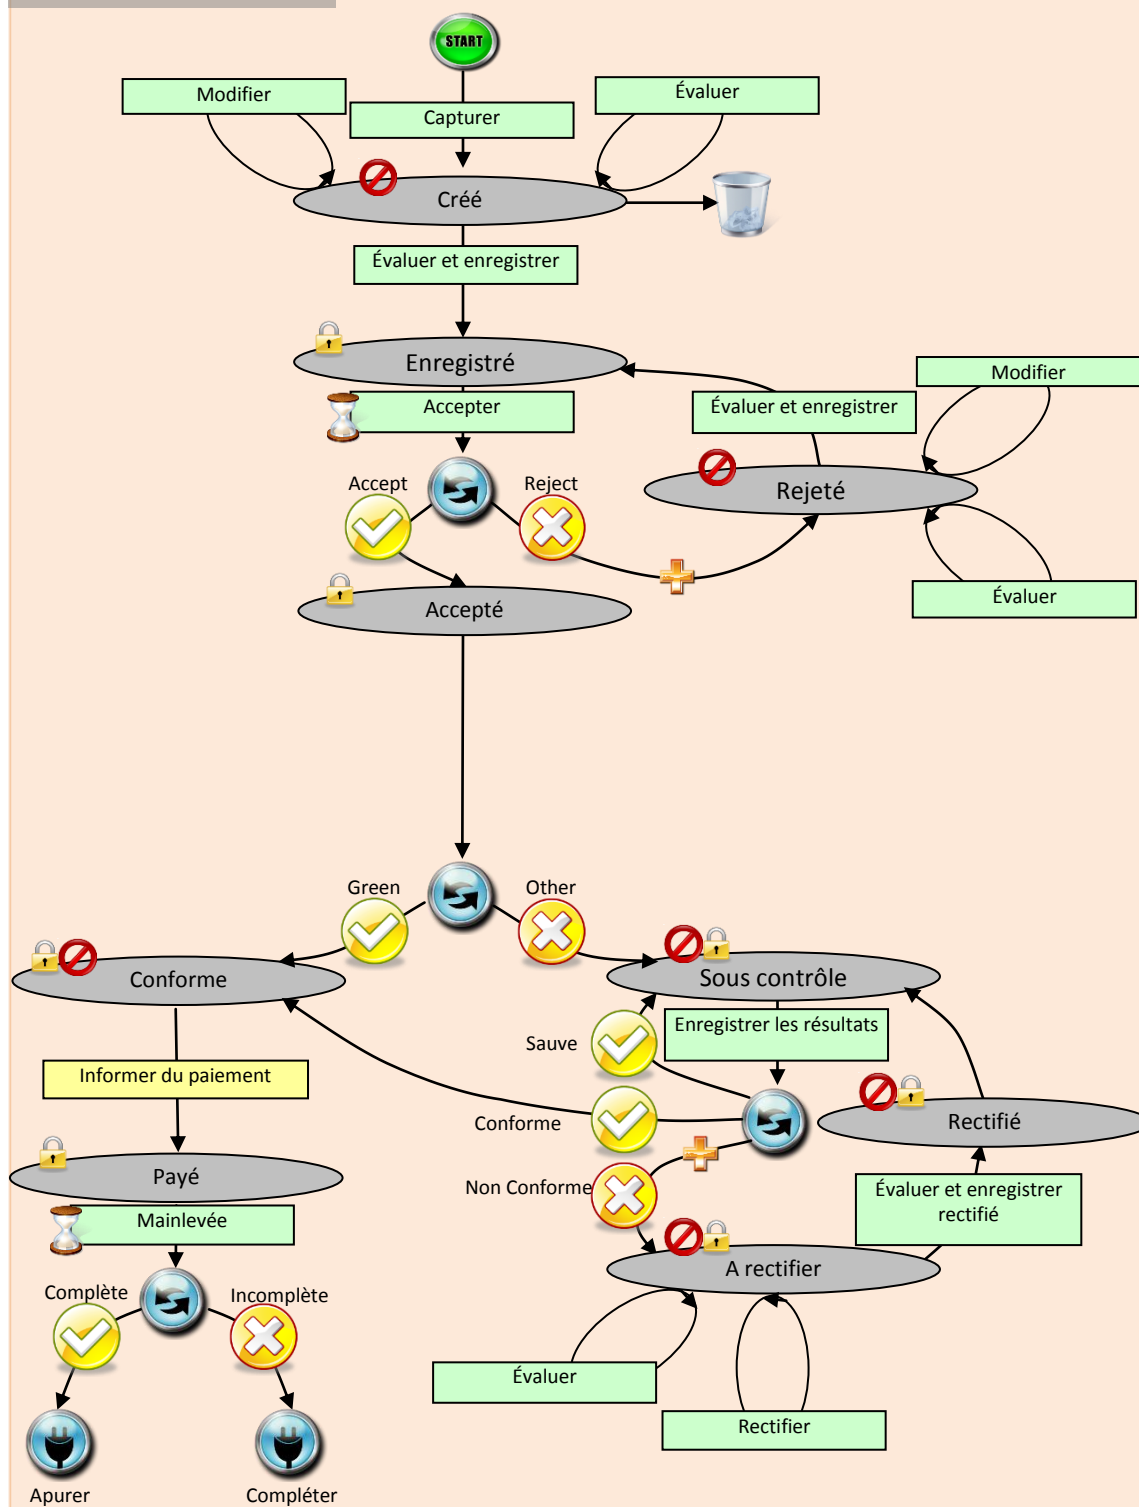 START
Modifier
Évaluer
Capturer
Créé
Évaluer et enregistrer
Enregistré
Modifier
Accepter
Évaluer et enregistrer
Accept
Reject
Rejeté
Évaluer
Accepté
Green
Other
Conforme
Sous contrôle
Enregistrer les résultats
Sauve
Informer du paiement
Conforme
Rectifié
Payé
Non Conforme
Évaluer et enregistrer
rectifié
Mainlevée
A rectifier
Complète
Incomplète
Évaluer
Rectifier
Apurer
Compléter